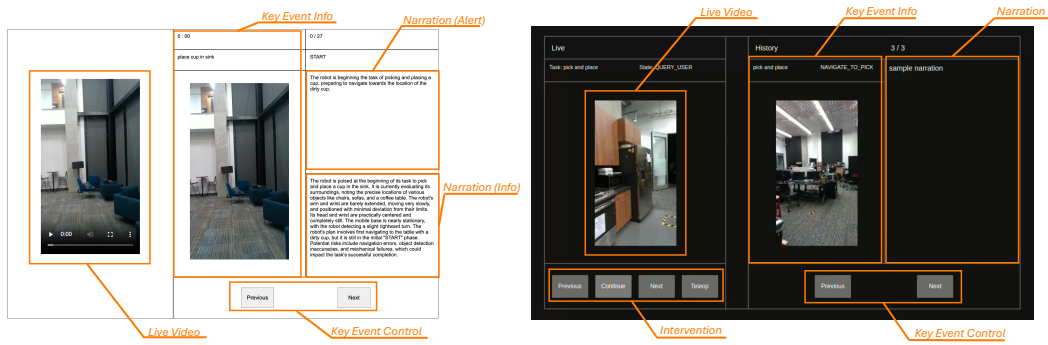 Key Event Info
Narration (Alert)
0 : 00
0 / 27
place cup in sink
START
The robot is beginning the task of picking and placing a
cup, preparing to navigate towards the location of the
dirty cup.
The robot is poised at the beginning of its task to pick
and place a cup in the sink. It is currently evaluating its
surroundings, noting the precise locations of various
objects like chairs, sofas, and a coffee table. The robot's
arm and wrist are barely extended, moving very slowly,
and positioned with minimal deviation from their limits.
Its head and wrist are practically centered and
completely still. The mobile base is nearly stationary,
with the robot detecting a slight rightward turn. The
robot's plan involves first navigating to the table with a
dirty cup, but it is still in the initial "START" phase.
Potential risks include navigation errors, object detection
inaccuracies, and mechanical failures, which could
impact the task's successful completion.
Narration (Info)
0:00
Previous
Next
Live Video
Key Event Control
Live Video
Key Event Info
Narration
Live
History
3 / 3
Task: pick and place
State: QUERY_USER
pick and place
NAVIGATE_TO_PICK
sample narration
Previous
Continue
Next
Teleop
Previous
Next
Intervention
Key Event Control